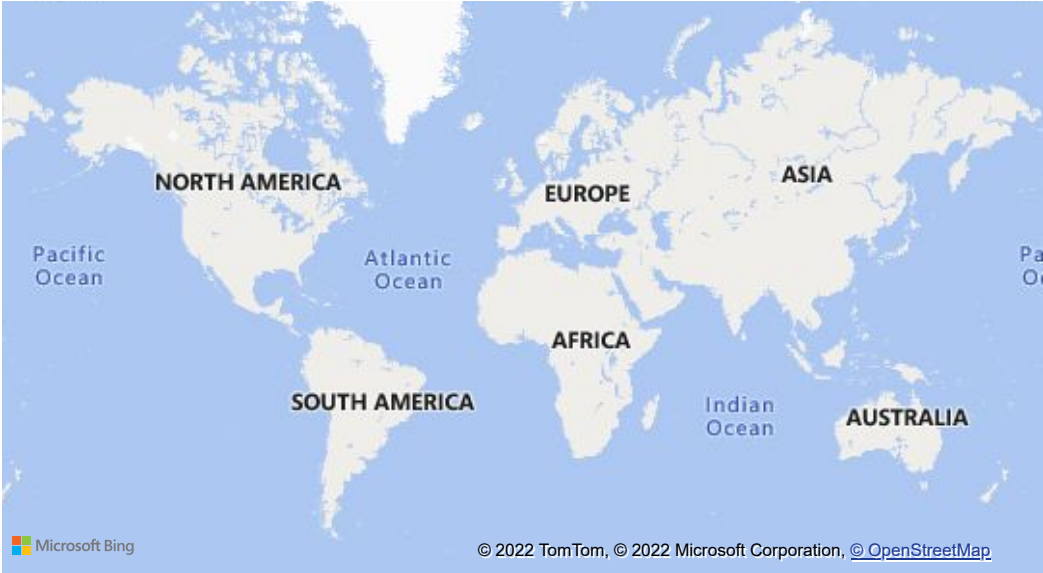 NORTH AMERICA
EUROPE
ASIA
Pacific
Ocean
Atlantic
Ocean
Pa
AFRICA
SOUTH AMERICA
Indian
Ocean
AUSTRALIA
Microsoft Bing
© 2022 TomTom, © 2022 Microsoft Corporation, © OpenStreetMap